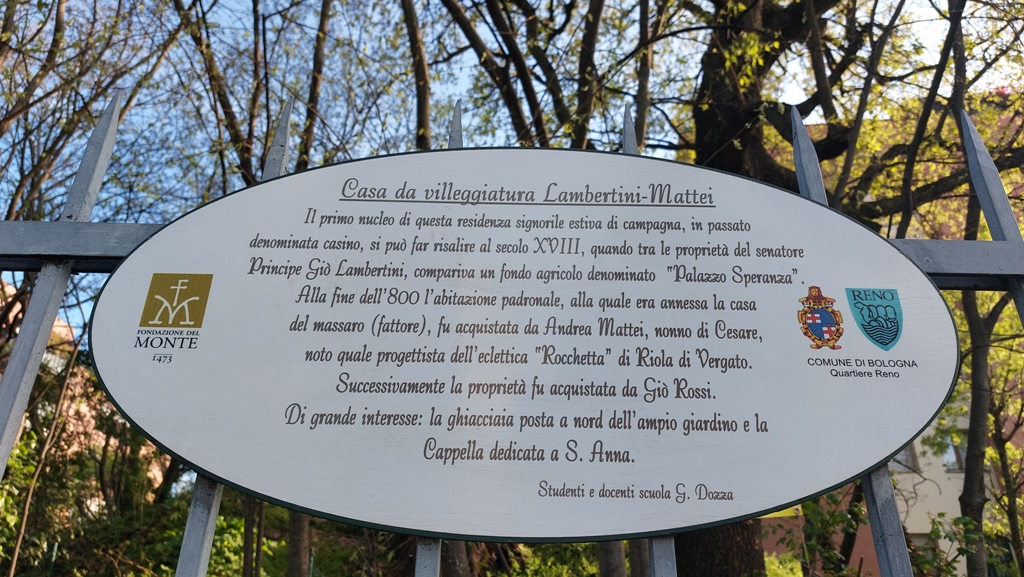 Casa da villeggiatura Lambertini-Mattei
Il primo nucleo di questa residenza signorile estiva di campagna, in passato
denominata casino, si può far risalire al secolo XVIII, quando tra le proprietà del senatore
Principe Giò Lambertini, compariva un fondo agricolo denominato "Palazzo Speranza".
Alla fine dell'800 l'abitazione padronale, alla quale era annessa la casa
del massaro (fattore), fu acquistata da Andrea Mattei, nonno di Cesare,
noto quale progettista dell'eclettica "Rocchetta" di Riola di Vergato.
Successivamente la proprietà fu acquistata da Giò Rossi.
Di grande interesse: la ghiacciaia posta a nord dell'ampio giardino e la
Cappella dedicata a S. Anna.
Studenti e docenti scuola G. Dozza
FONDAZIONE DEL
MONTE
1473
RENO
COMUNE DI BOLOGNA
Quartiere Reno